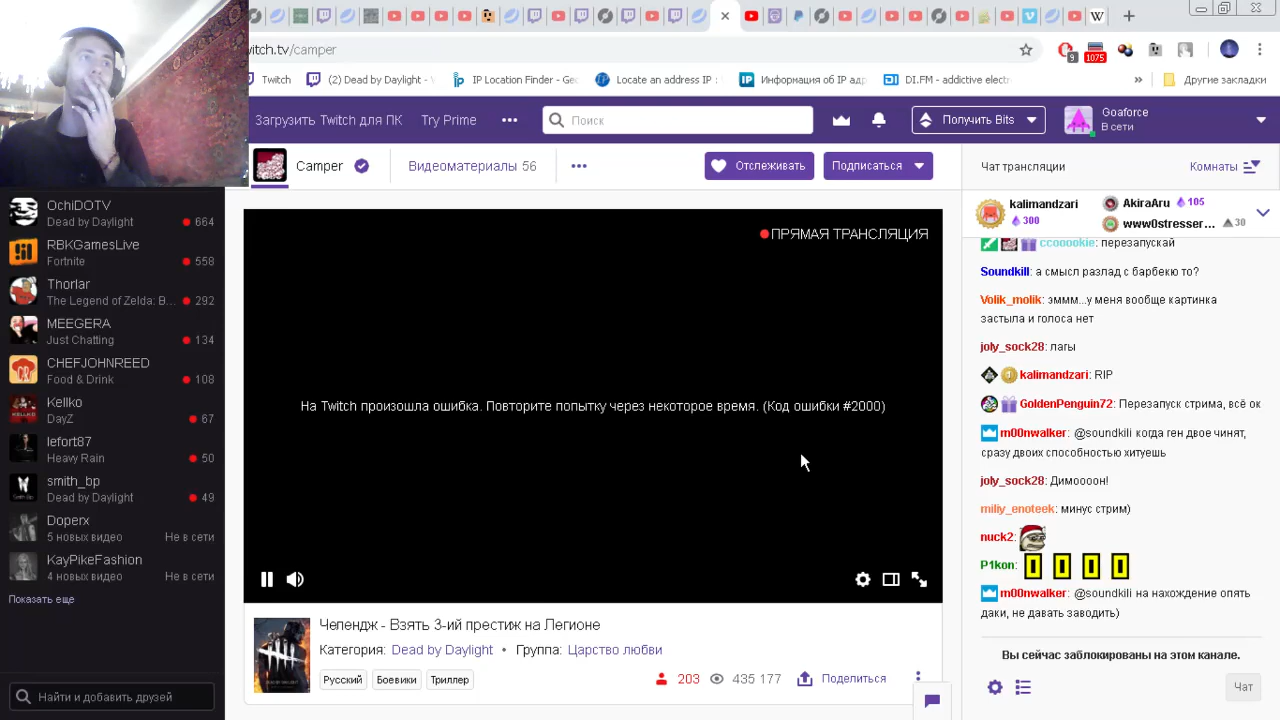 itch.tv/camper
9
1075
Twitch
(2) Dead by Daylight -
IP Location Finder - Geo
Locate an address IP :
Информация об IP адр
DI.FM - addictive electr
»
Другие закладки
Загрузить Twitch для ПК
Try Prime
Поиск
Получить Bits
Goaforce
В сети
Camper
Видеоматериалы 56
Отслеживать
Подписаться
Чат трансляции
Комнаты
OchiDOTV
Dead by Daylight
664
RBKGamesLive
Fortnite
558
Thorlar
The Legend of Zelda: B...
292
MEEGERA
Just Chatting
134
CHEFJOHNREED
Food & Drink
108
Kellko
DayZ
67
lefort87
Heavy Rain
50
smith_bp
Dead by Daylight
49
Doperx
5 новых видео
Не в сети
KayPikeFashion
4 новых видео
Не в сети
Показать еще
Найти и добавить друзей
ПРЯМАЯ ТРАНСЛЯЦИЯ
На Twitch произошла ошибка. Повторите попытку через некоторое время. (Код ошибки #2000)
Челендж - Взять 3-ий престиж на Легионе
Категория: Dead by Daylight • Группа: Царство любви
Русский
Боевики
Триллер
203
435 177
Поделиться
kalimandzari
300
AkiraAru 105
www0stresser... 30
ccooookie: перезапускай
Soundkill: а смысл разлад с барбекю то?
Volik_molik: эммм...у меня вообще картинка
застыла и голоса нет
joly_sock28: лагы
kalimandzari: RIP
GoldenPenguin72: Перезапуск стрима, всё ок
m00nwalker: @soundkili когда ген двое чинят,
сразу двоих способностью хитуешь
joly_sock28: Димоооон!
miliy_enoteek: минус стрим)
nuck2:
P1kon:
m00nwalker: @soundkili на нахождение опять
даки, не давать заводить)
Вы сейчас заблокированы на этом канале.
Чат